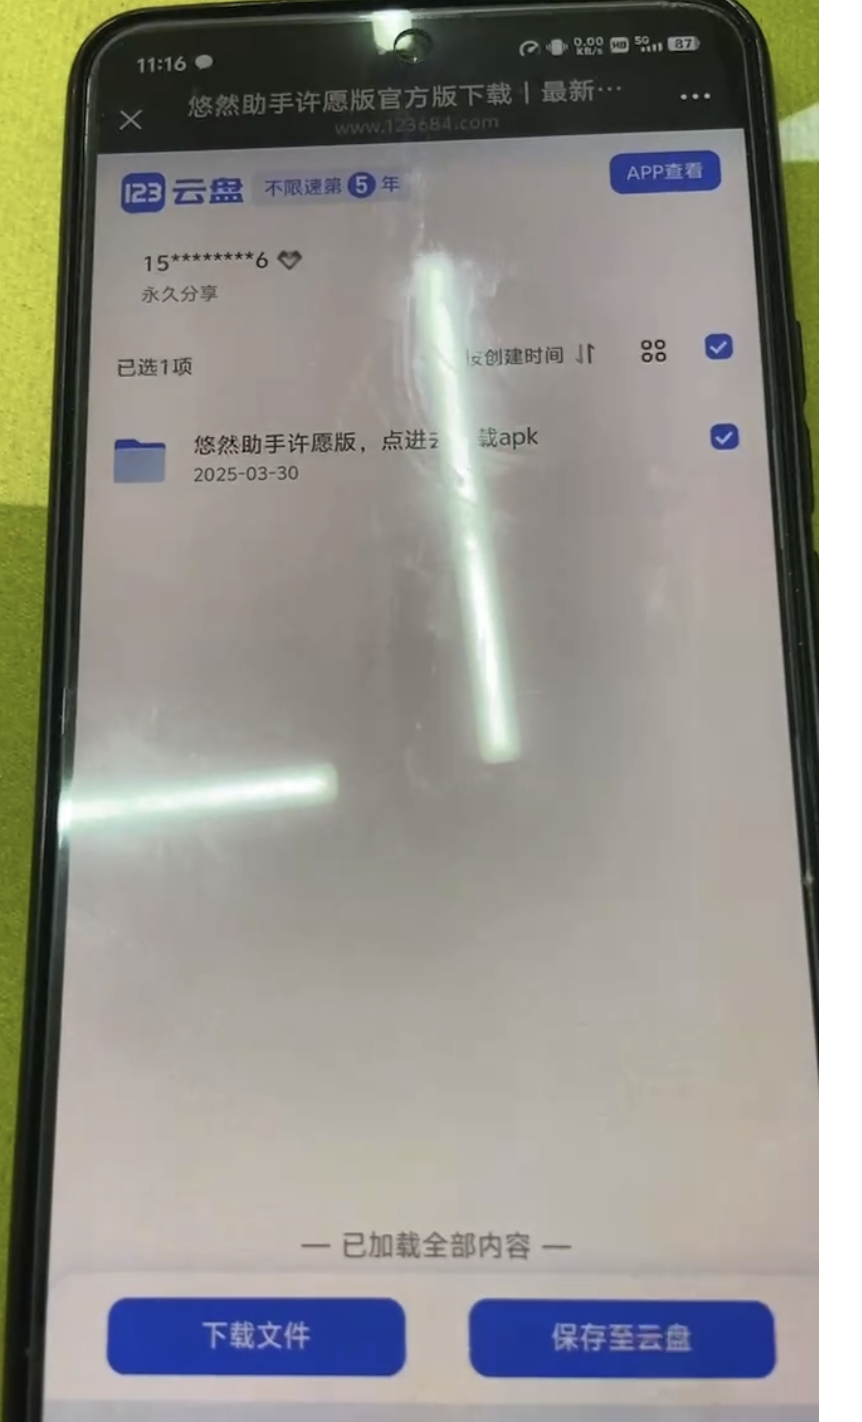 11:16 0.00 KB/s HD 5G 87
悠然助手许愿版官方版下载丨最新…
www.123684.com
123云盘 不限速第5年 APP查看
15********6
永久分享
已选1项 创建时间
悠然助手许愿版，点进 载apk
2025-03-30
— 已加载全部内容 —
下载文件 保存至云盘